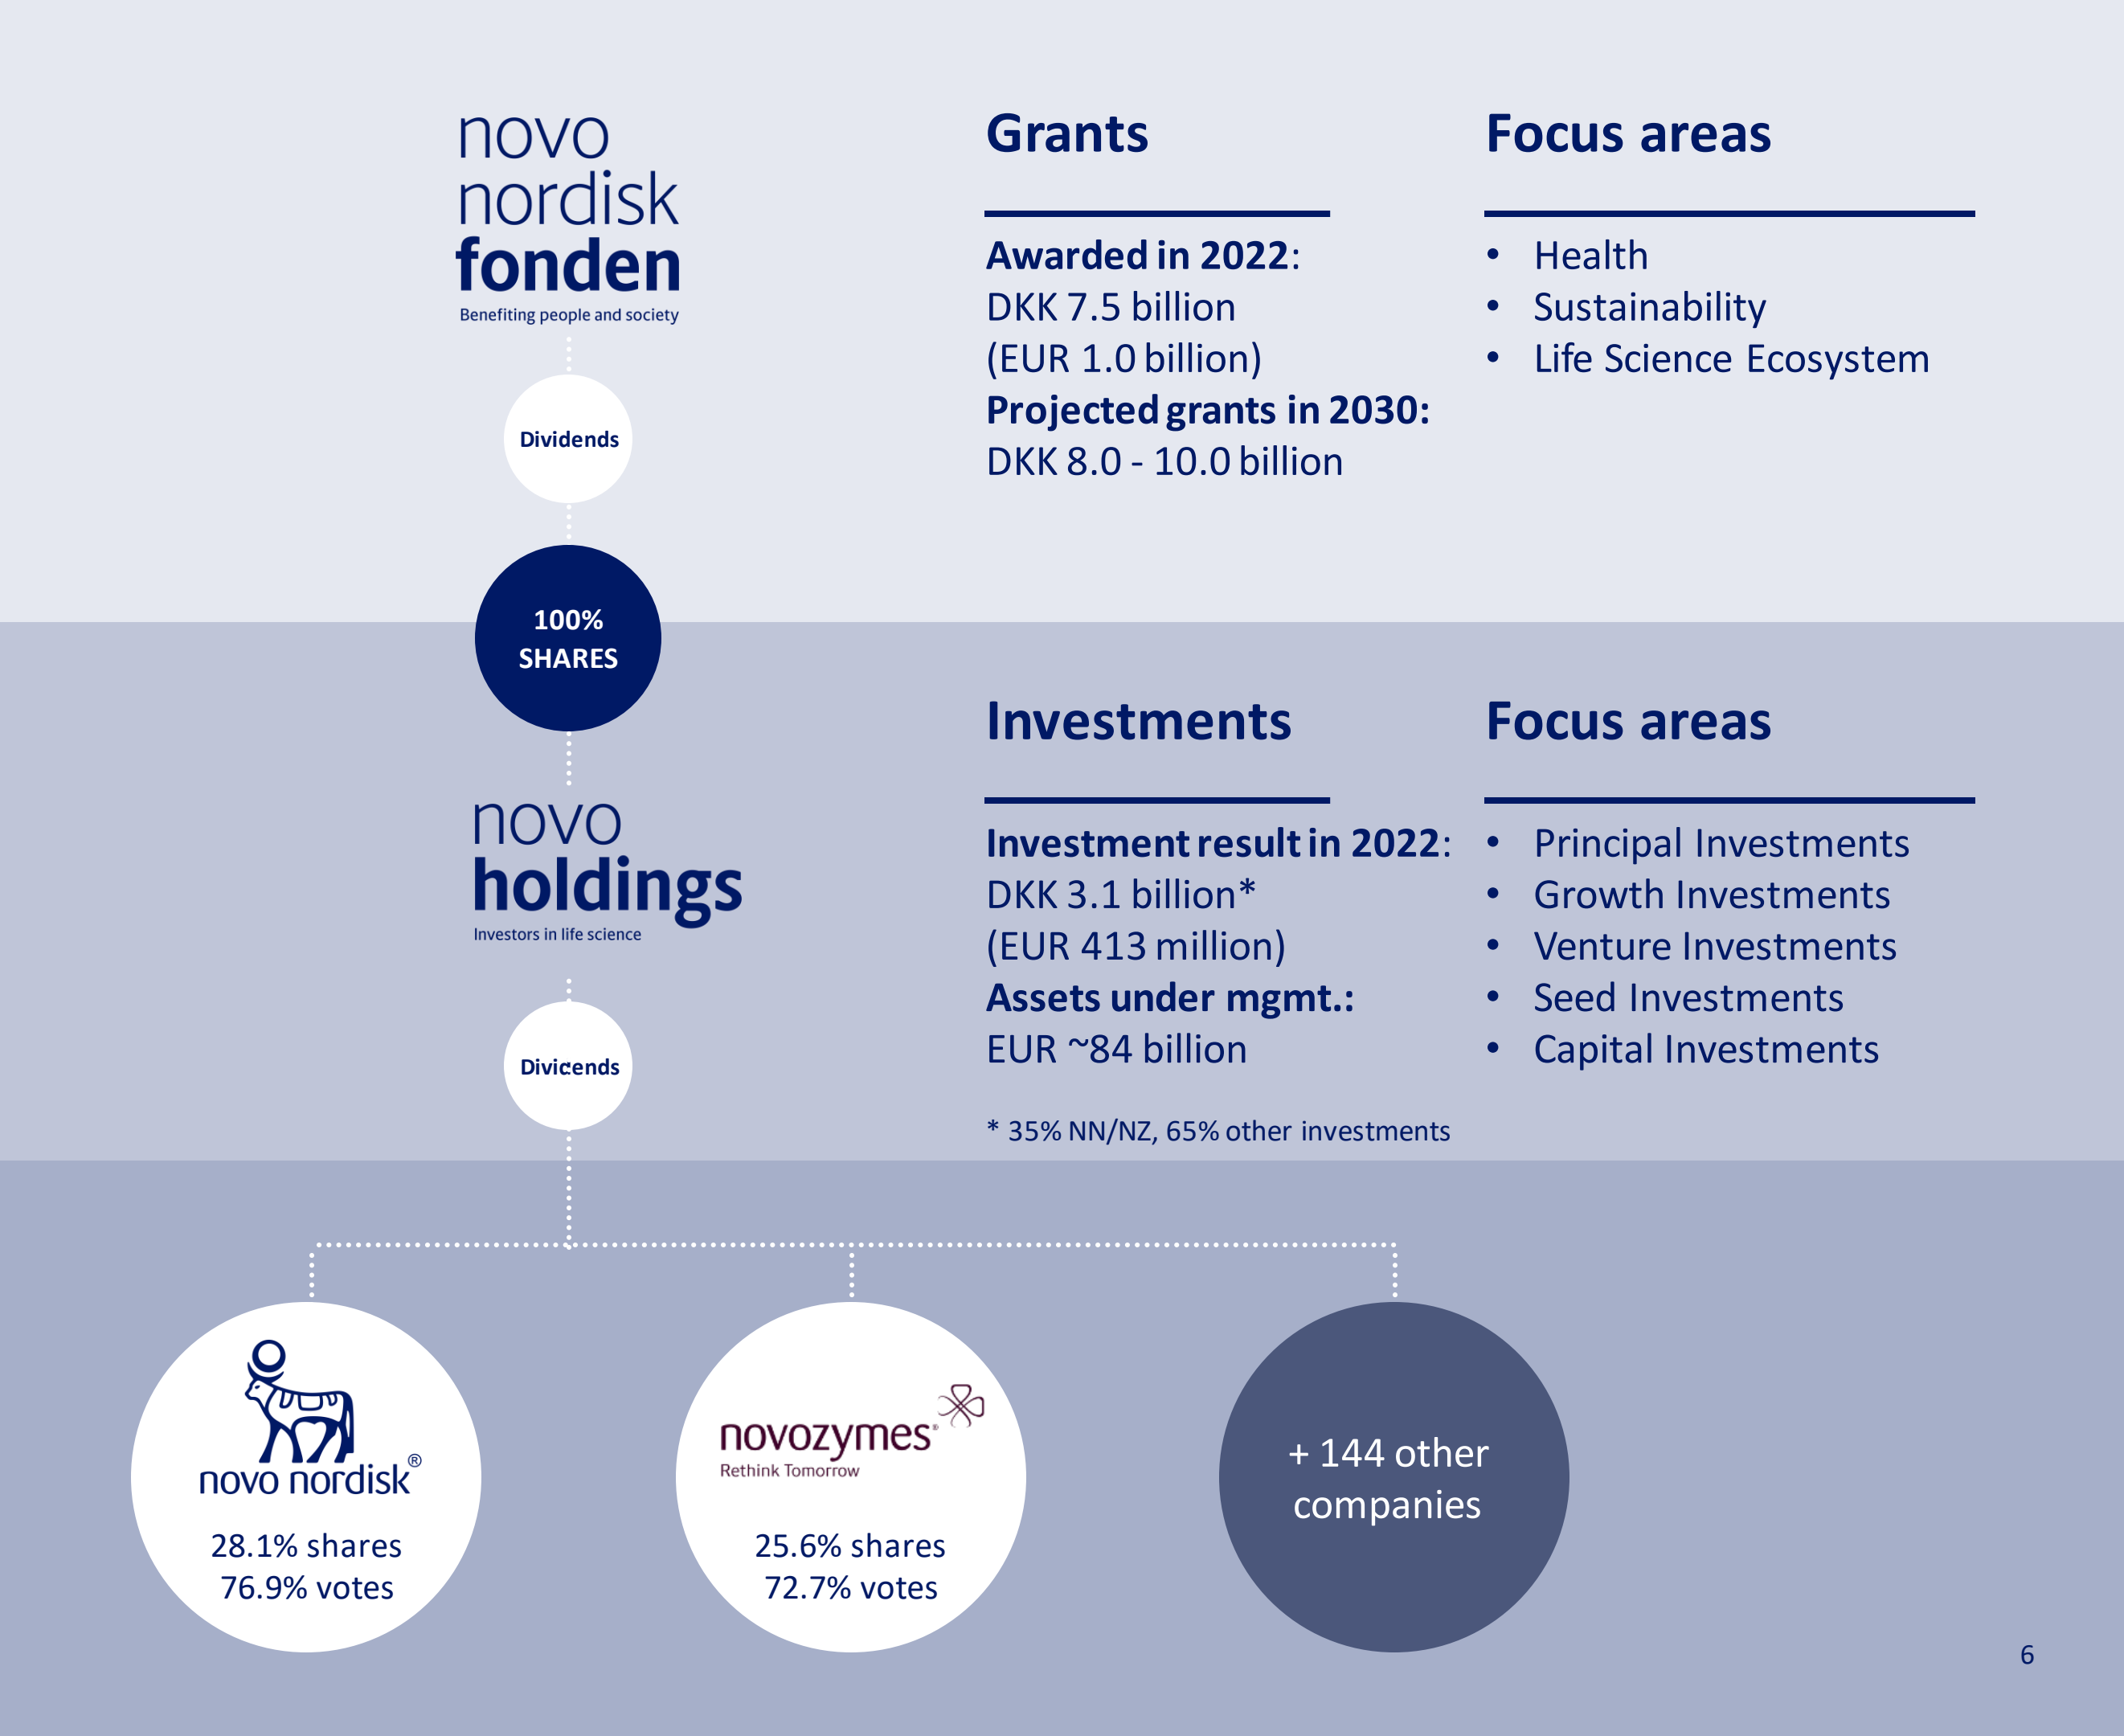 novo
nordisk
fonden
Benefiting people and society
Dividends
100%
SHARES
Grants
Awarded in 2022:
DKK 7.5 billion
(EUR 1.0 billion)
Projected grants in 2030:
DKK 8.0 - 10.0 billion
Focus areas
• Health
• Sustainability
• Life Science Ecosystem
novo
holdings
Investors in life science
Dividends
Investments
Investment result in 2022:
DKK 3.1 billion*
(EUR 413 million)
Assets under mgmt.:
EUR ~84 billion
* 35% NN/NZ, 65% other investments
Focus areas
• Principal Investments
• Growth Investments
• Venture Investments
• Seed Investments
• Capital Investments
novo nordisk®
28.1% shares
76.9% votes
novozymes®
Rethink Tomorrow
25.6% shares
72.7% votes
+ 144 other
companies
6